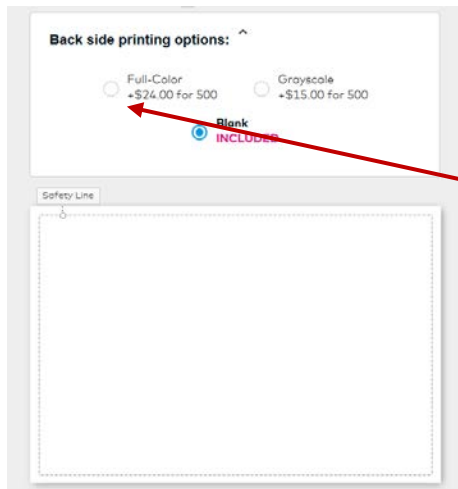 Back side printing options: ^
Full-Color
+$24.00 for 500
Grayscale
+$15.00 for 500
Blank
INCLUDED
Safety Line